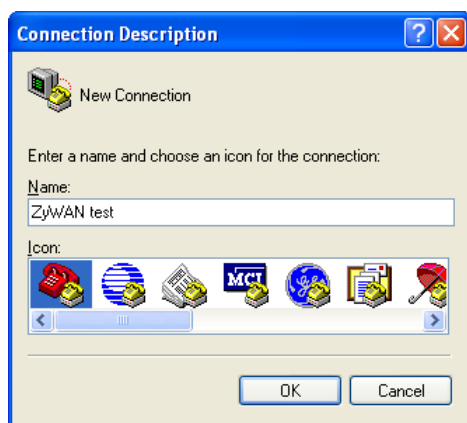 Connection Description
New Connection
Enter a name and choose an icon for the connection:
Name:
ZyWAN test
Icon:
MCI
OK Cancel